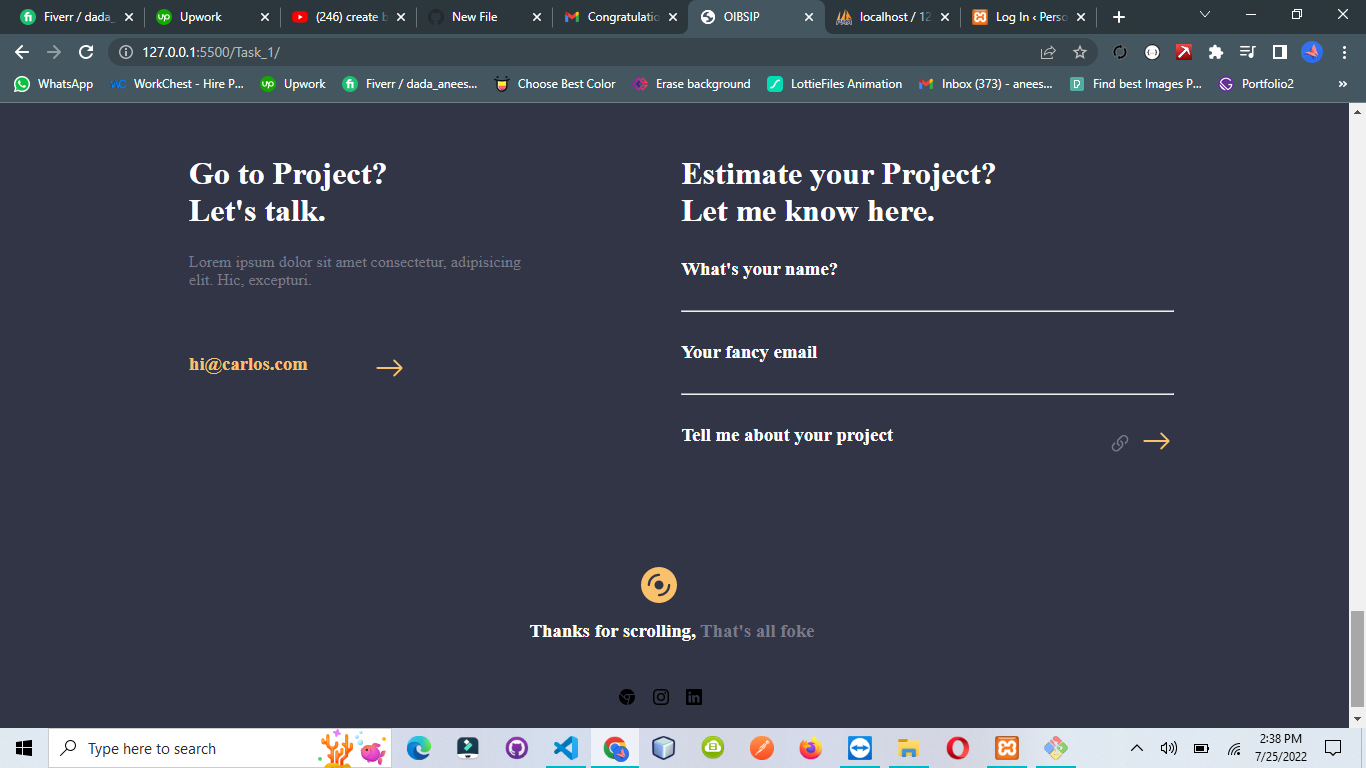 Fiverr / dada_
Upwork
(246) create b
New File
Congratulatio
OIBSIP
localhost / 12
Log In ‹ Perso
127.0.0.1:5500/Task_1/
WhatsApp
WorkChest - Hire P...
Upwork
Fiverr / dada_anees...
Choose Best Color
Erase background
LottieFiles Animation
Inbox (373) - anees...
Find best Images P...
Portfolio2
Go to Project?
Let's talk.
Lorem ipsum dolor sit amet consectetur, adipisicing
elit. Hic, excepturi.
hi@carlos.com
Estimate your Project?
Let me know here.
What's your name?
Your fancy email
Tell me about your project
Thanks for scrolling, That's all foke
Type here to search
2:38 PM
7/25/2022